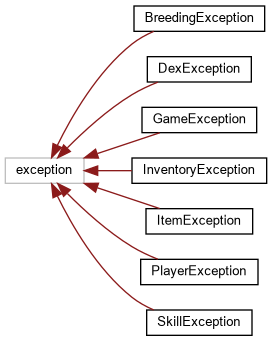 BreedingException
DexException
GameException
exception
InventoryException
ItemException
PlayerException
SkillException